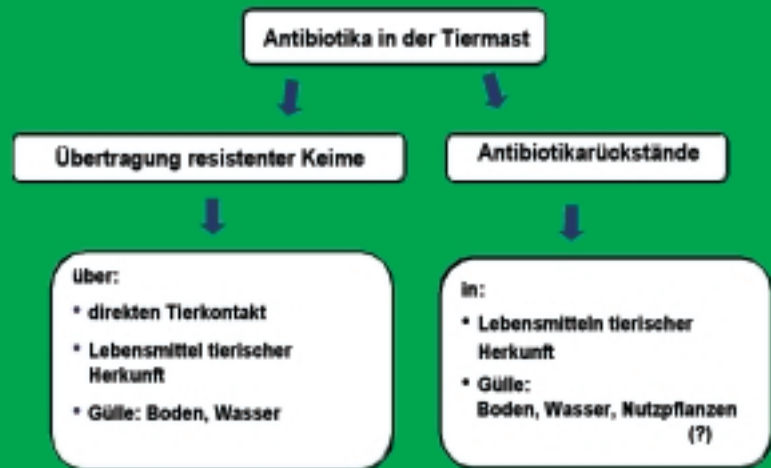 Antibiotika in der Tiermast
Übertragung resistenter Keime
Antibiotikarückstände
über:
• direkten Tierkontakt
• Lebensmittel tierischer
Herkunft
• Gülle: Boden, Wasser
in:
• Lebensmitteln tierischer
Herkunft
• Gülle:
Boden, Wasser, Nutzpflanzen
(?)